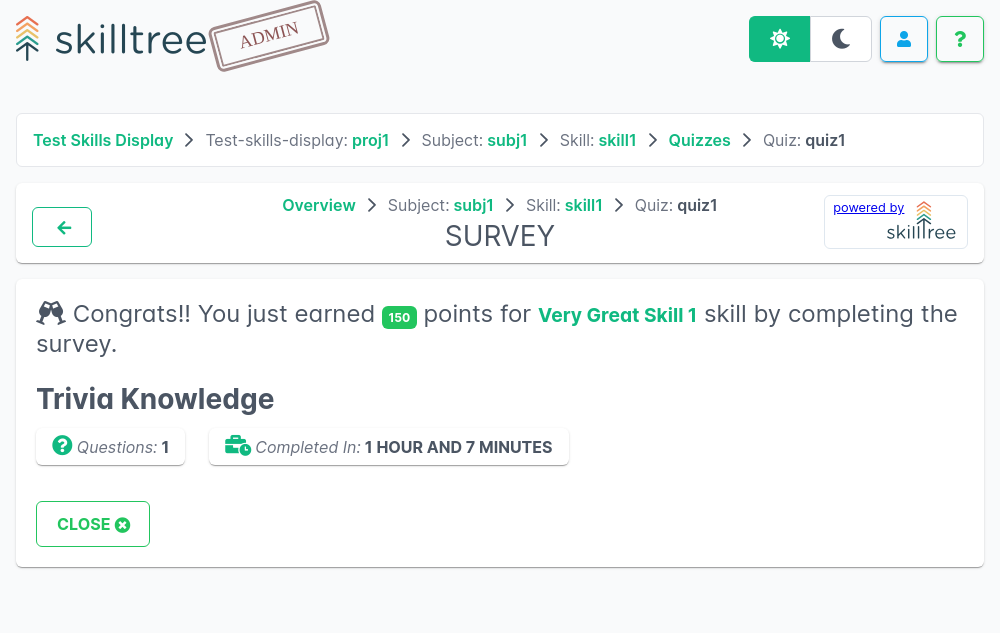 skilltree ADMIN
?
Test Skills Display > Test-skills-display: proj1 > Subject: subj1 > Skill: skill1 > Quizzes > Quiz: quiz1
Overview > Subject: subj1 > Skill: skill1 > Quiz: quiz1
SURVEY
powered by
skilltree
Congrats!! You just earned 150 points for Very Great Skill 1 skill by completing the
survey.
Trivia Knowledge
Questions: 1 Completed In: 1 HOUR AND 7 MINUTES
CLOSE